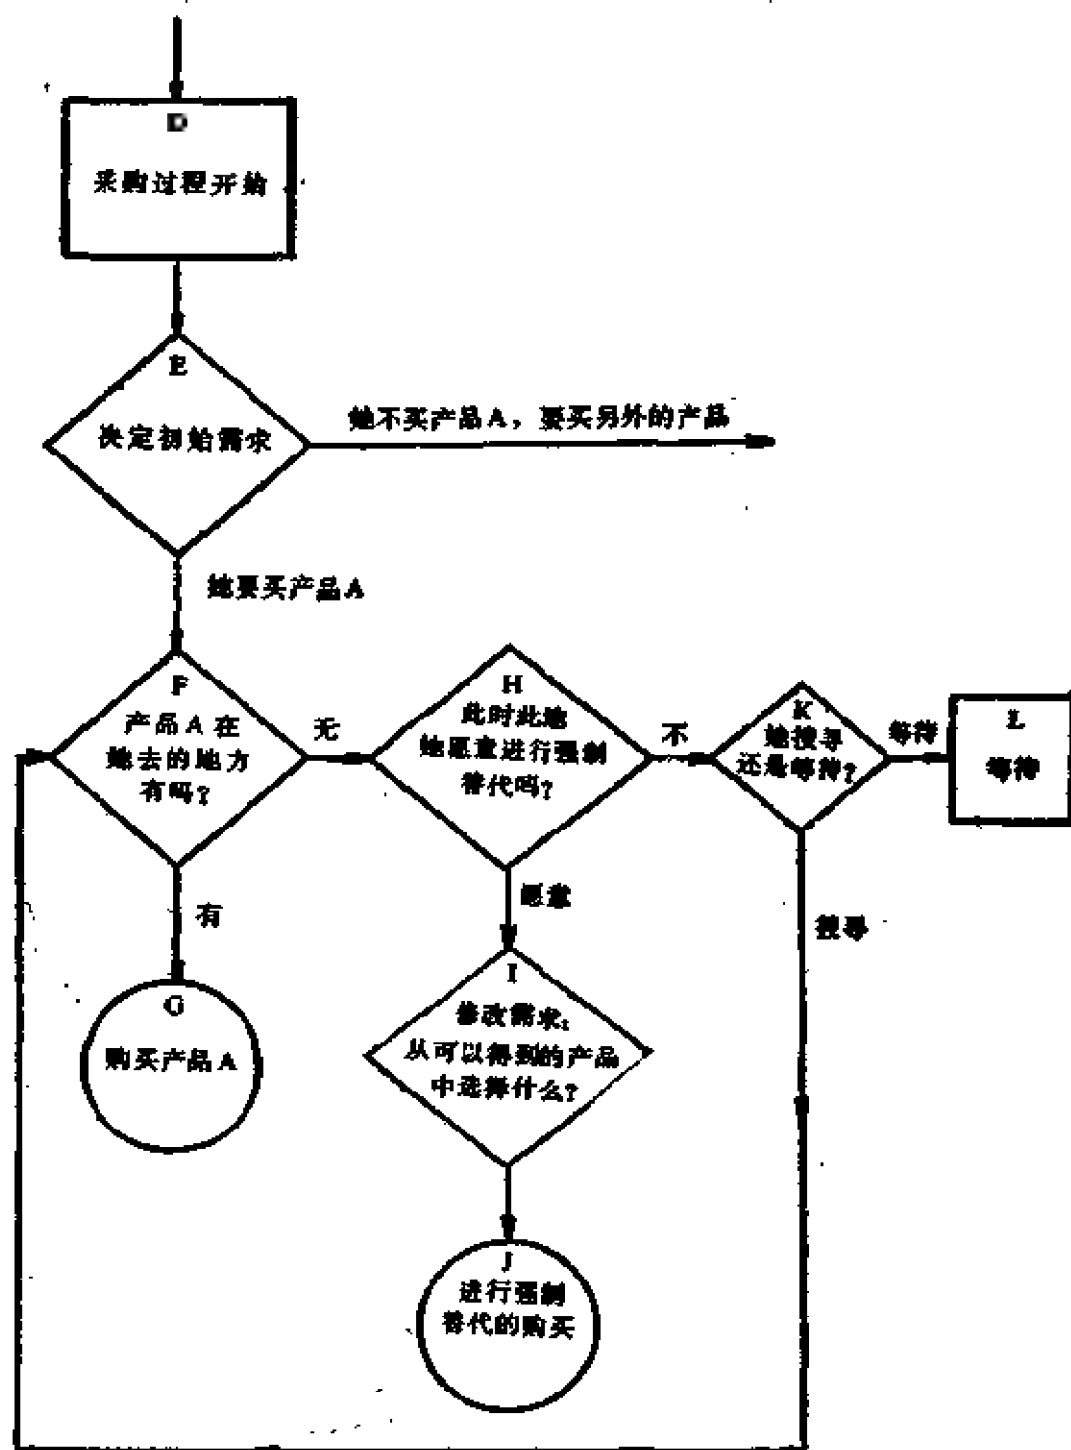 D
采购过程开始
E
决定初始需求
她不买产品A，要买另外的产品
她要买产品A
F
产品A在
她去的地方
有吗？
无
H
此时此地
她愿意进行强制
替代吗？
不
K
她搜寻
还是等待？
等待
L
等待
有
愿意
搜寻
G
购买产品A
I
修改需求：
从可以得到的产品
中选择什么？
J
进行强制
替代的购买